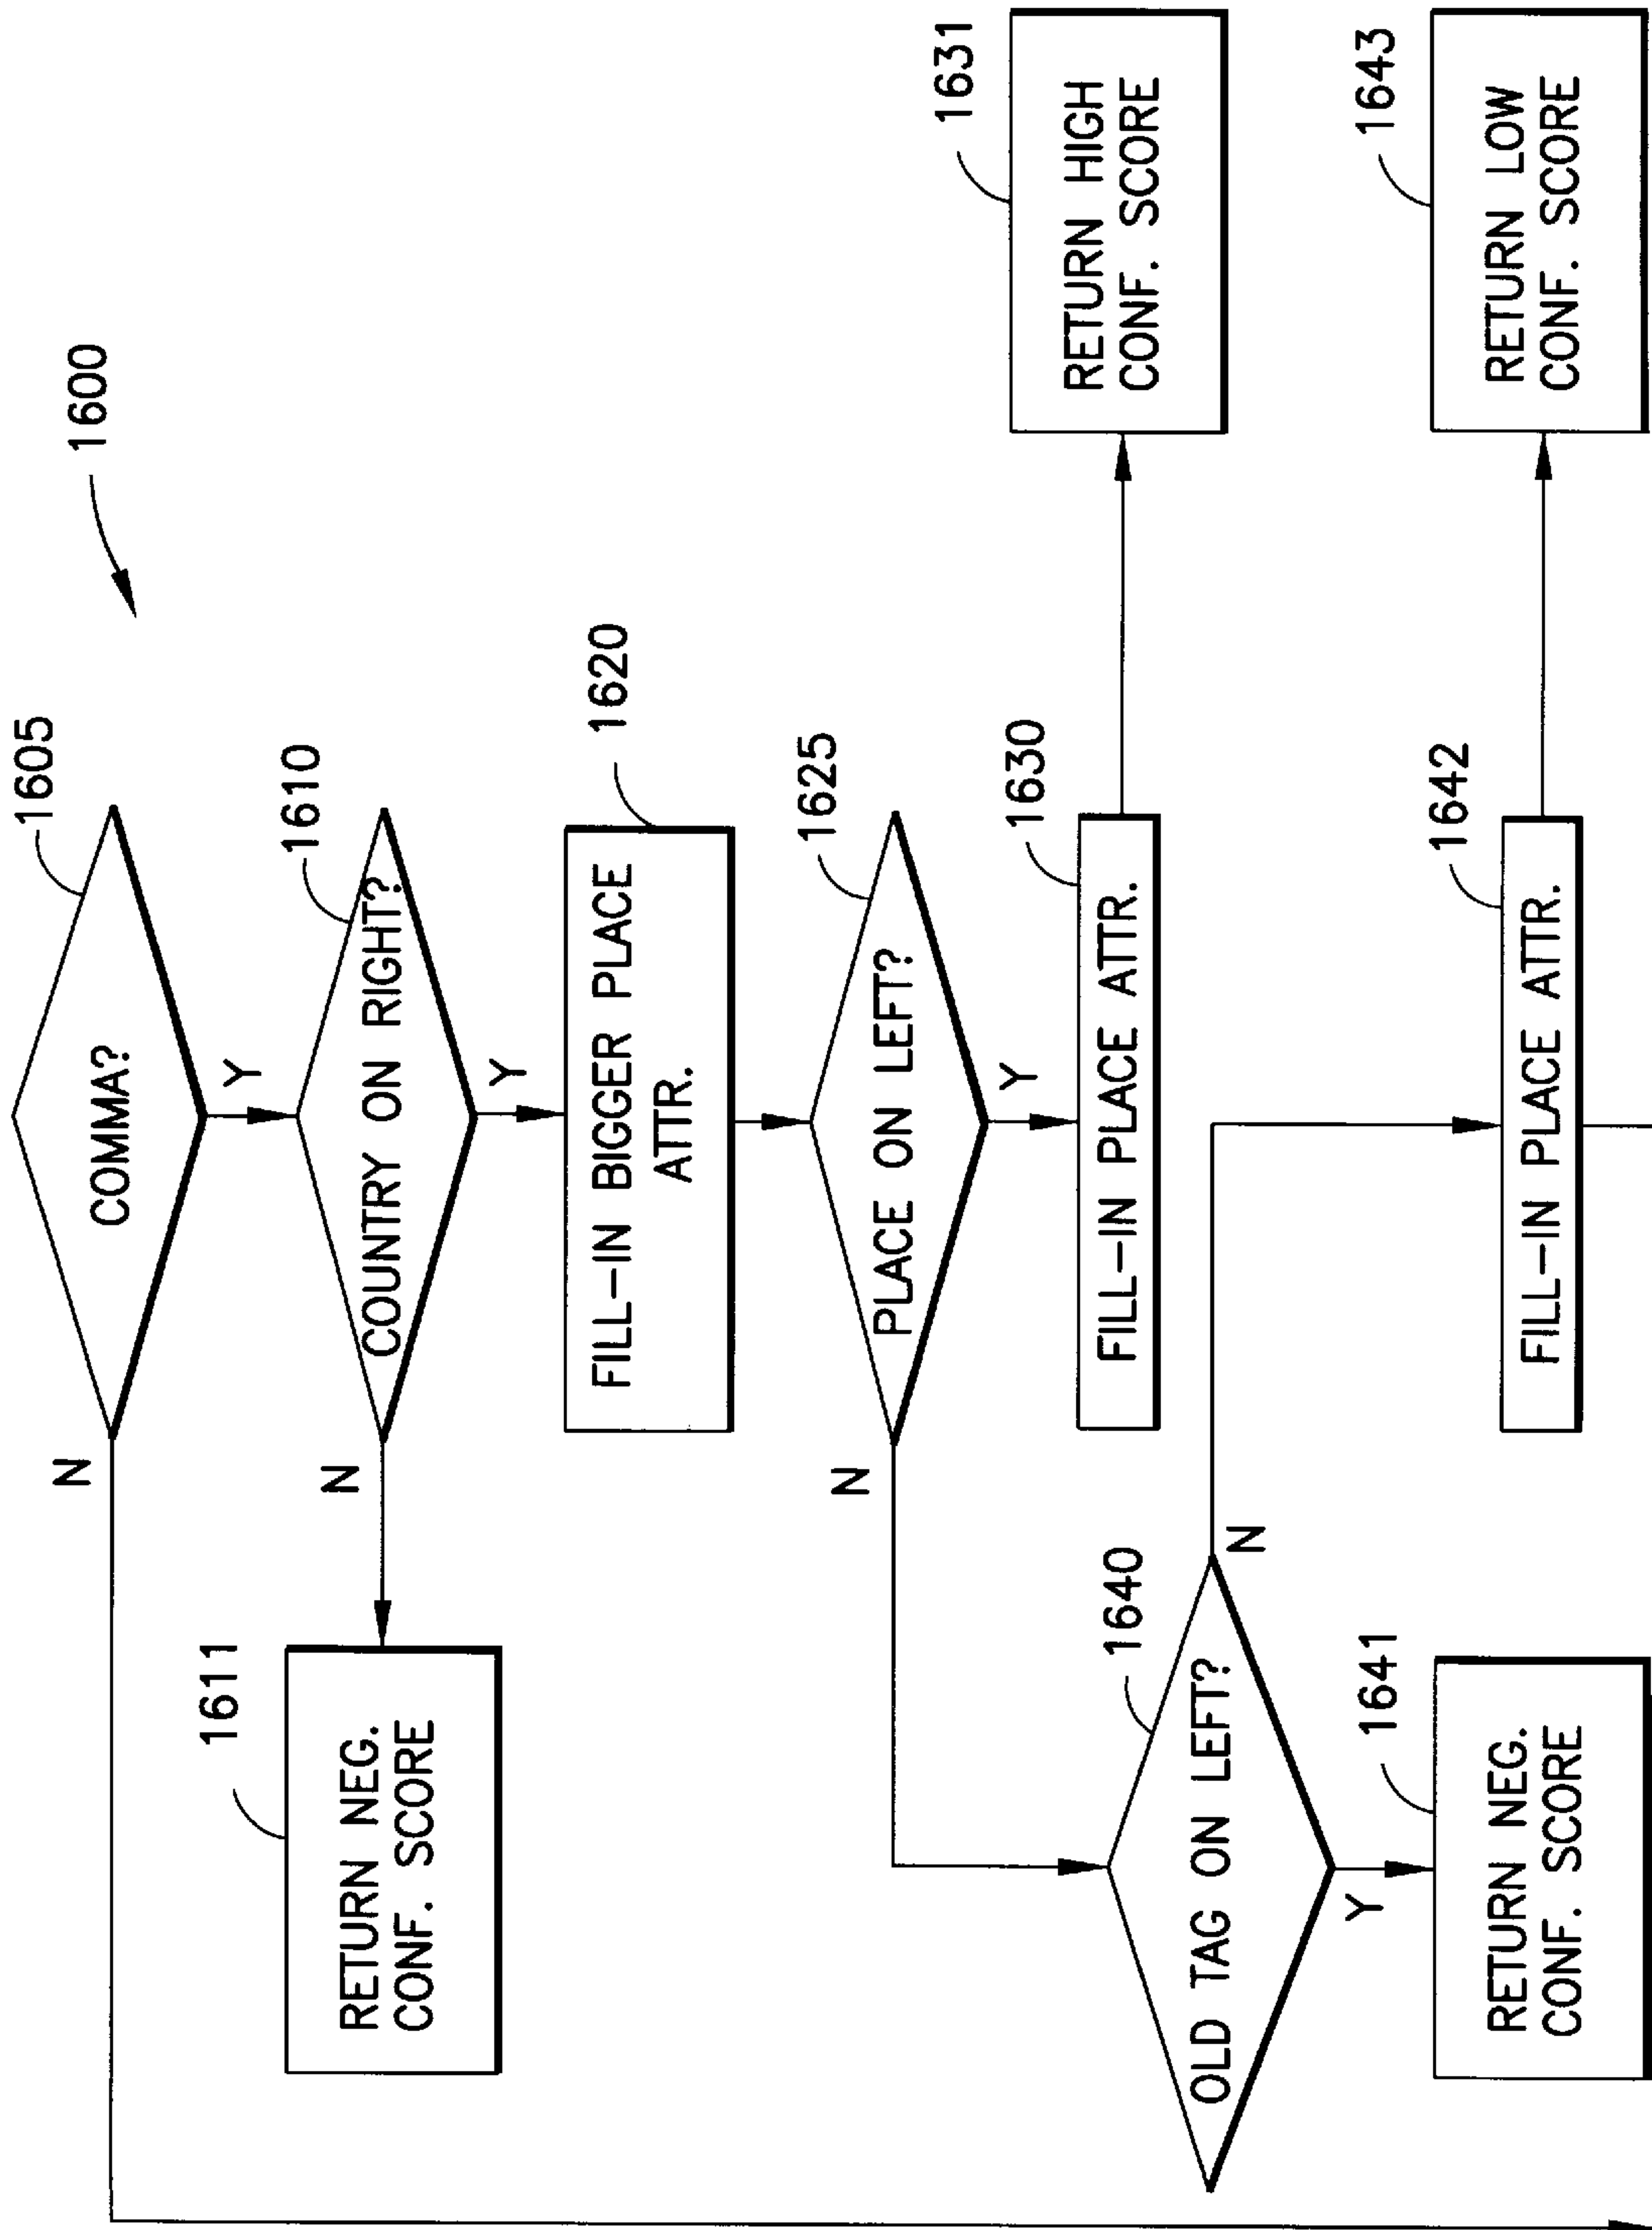 1600
1605
COMMA?
N
Y
1610
COUNTRY ON RIGHT?
N
Y
1611
RETURN NEG.
CONF. SCORE
1620
FILL-IN BIGGER PLACE
ATTR.
1625
PLACE ON LEFT?
N
Y
1630
FILL-IN PLACE ATTR.
1631
RETURN HIGH
CONF. SCORE
1640
OLD TAG ON LEFT?
N
Y
1641
RETURN NEG.
CONF. SCORE
1642
FILL-IN PLACE ATTR.
1643
RETURN LOW
CONF. SCORE